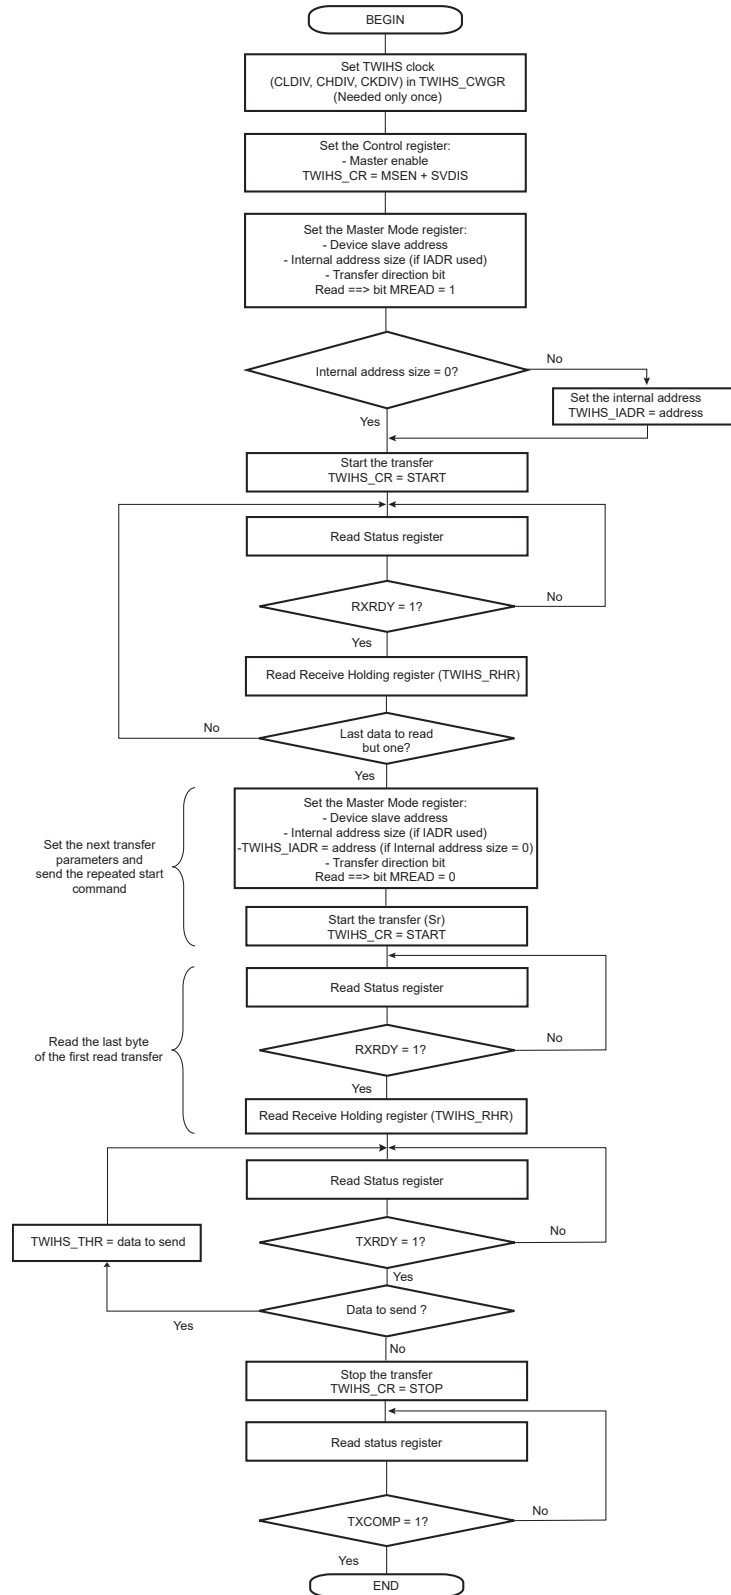 BEGIN
Set TWIHS clock
(CLDIV, CHDIV, CKDIV) in TWIHS_CWGR
(Needed only once)
Set the Control register:
- Master enable
TWIHS_CR = MSEN + SVDIS
Set the Master Mode register:
- Device slave address
- Internal address size (if IADR used)
- Transfer direction bit
Read ==> bit MREAD = 1
Internal address size = 0?
No
Set the internal address
TWIHS_IADR = address
Yes
Start the transfer
TWIHS_CR = START
Read Status register
RXRDY = 1?
No
Yes
Read Receive Holding register (TWIHS_RHR)
Last data to read
but one?
No
Yes
Set the next transfer
parameters and
send the repeated start
command
Set the Master Mode register:
- Device slave address
- Internal address size (if IADR used)
-TWIHS_IADR = address (if Internal address size = 0)
- Transfer direction bit
Read ==> bit MREAD = 0
Start the transfer (Sr)
TWIHS_CR = START
Read the last byte
of the first read transfer
Read Status register
RXRDY = 1?
No
Yes
Read Receive Holding register (TWIHS_RHR)
Read Status register
TXRDY = 1?
No
TWIHS_THR = data to send
Yes
Data to send ?
Yes
No
Stop the transfer
TWIHS_CR = STOP
Read status register
TXCOMP = 1?
No
Yes
END